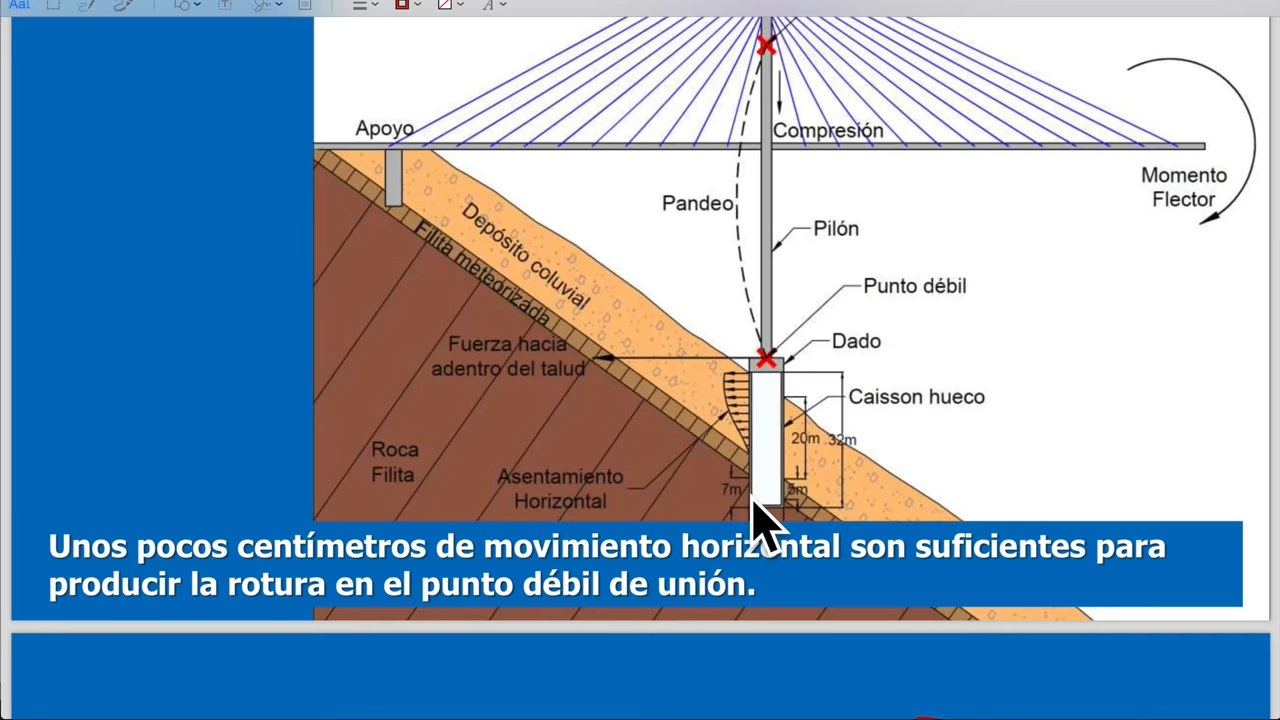 AaI
A
Apoyo
Compresión
Momento
Flector
Pandeo
Depósito coluvial
Filita meteorizada
Pilón
Punto débil
Dado
Fuerza hacia
adentro del talud
Caisson hueco
20m
32m
Roca
Filita
Asentamiento
Horizontal
7m
5m
Unos pocos centímetros de movimiento horizontal son suficientes para
producir la rotura en el punto débil de unión.